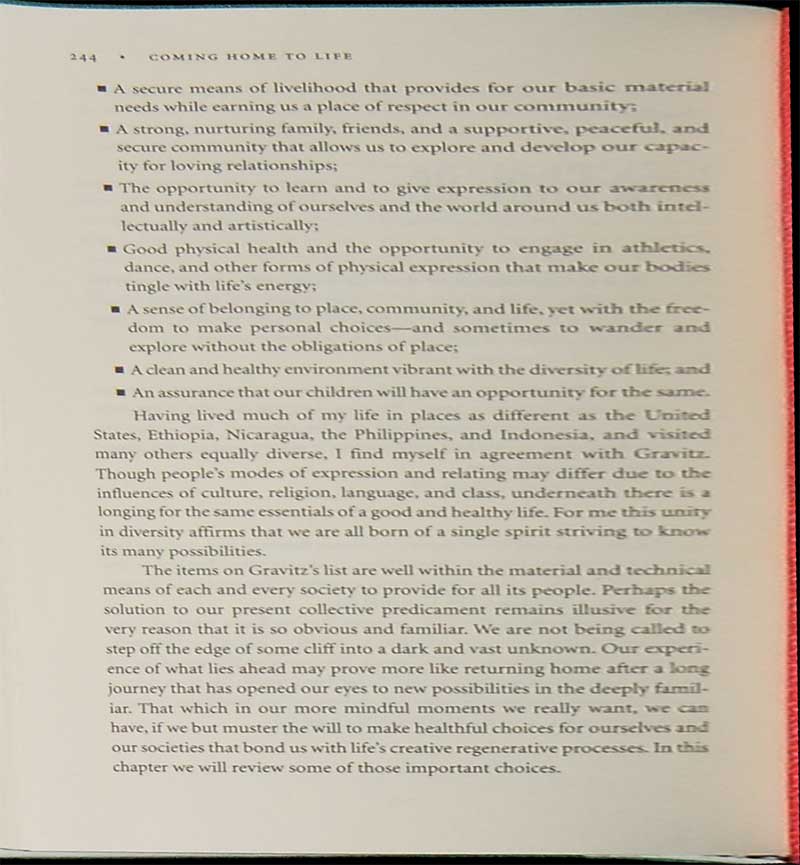 244 • COMING HOME TO LIFE
■ A secure means of livelihood that provides for our basic material
needs while earning us a place of respect in our community;
■ A strong, nurturing family, friends, and a supportive, peaceful, and
secure community that allows us to explore and develop our capac-
ity for loving relationships;
■ The opportunity to learn and to give expression to our awareness
and understanding of ourselves and the world around us both intel-
lectually and artistically;
■ Good physical health and the opportunity to engage in athletics,
dance, and other forms of physical expression that make our bodies
tingle with life's energy;
■ A sense of belonging to place, community, and life, yet with the free-
dom to make personal choices—and sometimes to wander and
explore without the obligations of place;
■ A clean and healthy environment vibrant with the diversity of life; and
■ An assurance that our children will have an opportunity for the same.
Having lived much of my life in places as different as the United
States, Ethiopia, Nicaragua, the Philippines, and Indonesia, and visited
many others equally diverse, I find myself in agreement with Gravitz.
Though people's modes of expression and relating may differ due to the
influences of culture, religion, language, and class, underneath there is a
longing for the same essentials of a good and healthy life. For me this unity
in diversity affirms that we are all born of a single spirit striving to know
its many possibilities.
The items on Gravitz's list are well within the material and technical
means of each and every society to provide for all its people. Perhaps the
solution to our present collective predicament remains illusive for the
very reason that it is so obvious and familiar. We are not being called to
step off the edge of some cliff into a dark and vast unknown. Our experi-
ence of what lies ahead may prove more like returning home after a long
journey that has opened our eyes to new possibilities in the deeply famil-
iar. That which in our more mindful moments we really want, we can
have, if we but muster the will to make healthful choices for ourselves and
our societies that bond us with life's creative regenerative processes. In this
chapter we will review some of those important choices.